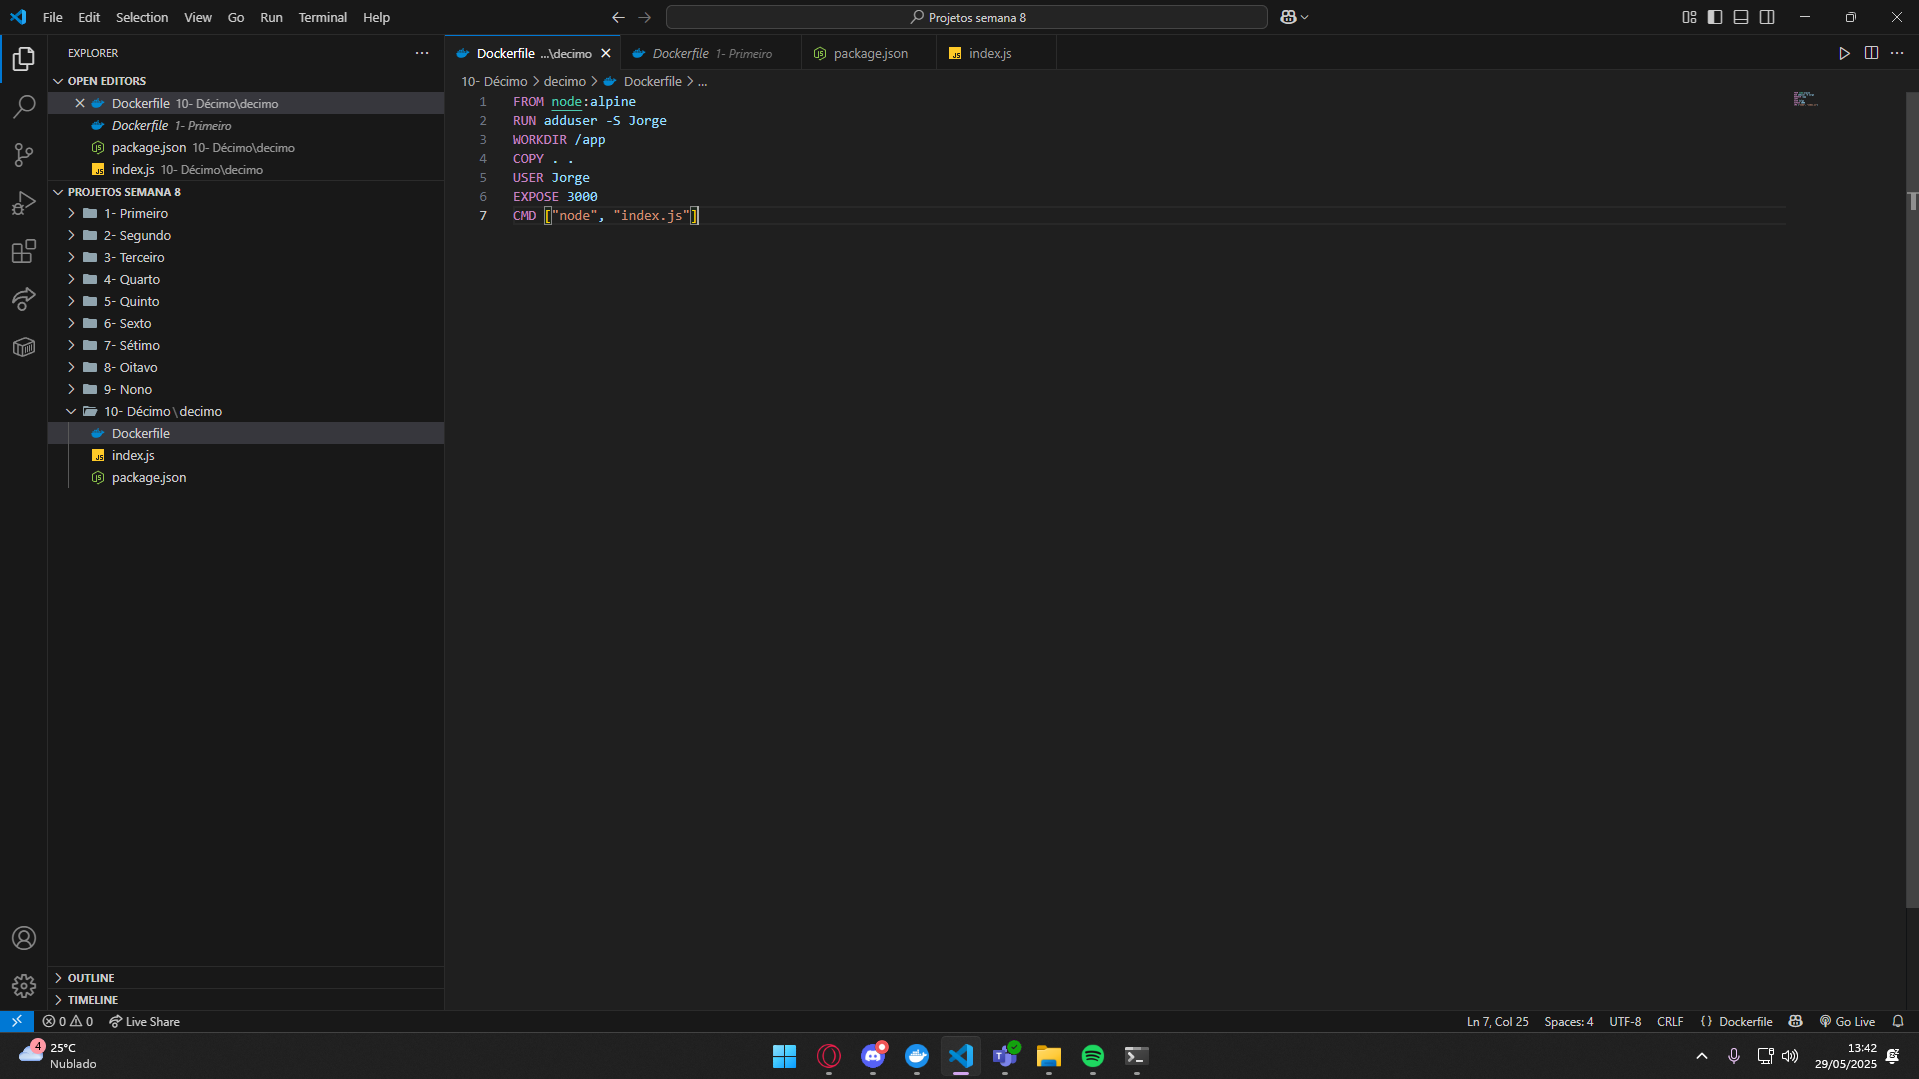 File Edit Selection View Go Run Terminal Help
Projetos semana 8
EXPLORER
OPEN EDITORS
Dockerfile 10- Décimo\decimo
Dockerfile 1- Primeiro
package.json 10- Décimo\decimo
index.js 10- Décimo\decimo
PROJETOS SEMANA 8
1- Primeiro
2- Segundo
3- Terceiro
4- Quarto
5- Quinto
6- Sexto
7- Sétimo
8- Oitavo
9- Nono
10- Décimo\decimo
Dockerfile
index.js
package.json
OUTLINE
TIMELINE
Dockerfile ...\decimo
Dockerfile 1- Primeiro
package.json
index.js
10- Décimo > decimo > Dockerfile > ...
1 FROM node:alpine
2 RUN adduser -S Jorge
3 WORKDIR /app
4 COPY . .
5 USER Jorge
6 EXPOSE 3000
7 CMD ["node", "index.js"]
0 0 Live Share
Ln 7, Col 25 Spaces: 4 UTF-8 CRLF {} Dockerfile Go Live
4
25°C
Nublado
13:42
29/05/2025